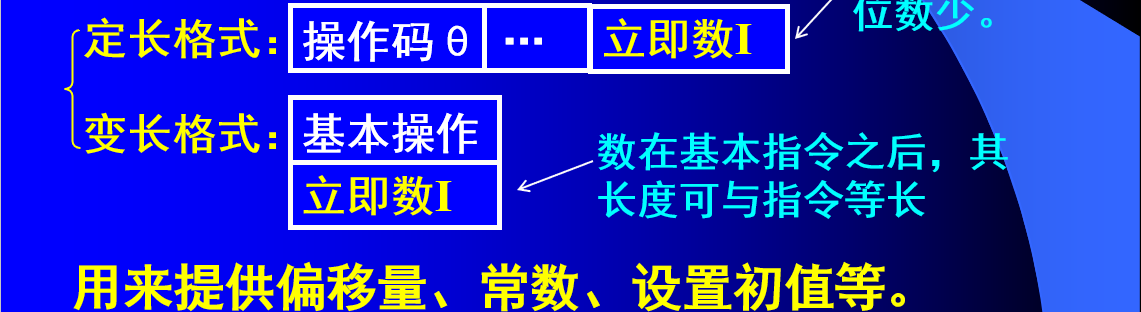 位数少。
定长格式：操作码 θ ··· 立即数I
变长格式：基本操作
立即数I
数在基本指令之后，其
长度可与指令等长
用来提供偏移量、常数、设置初值等。